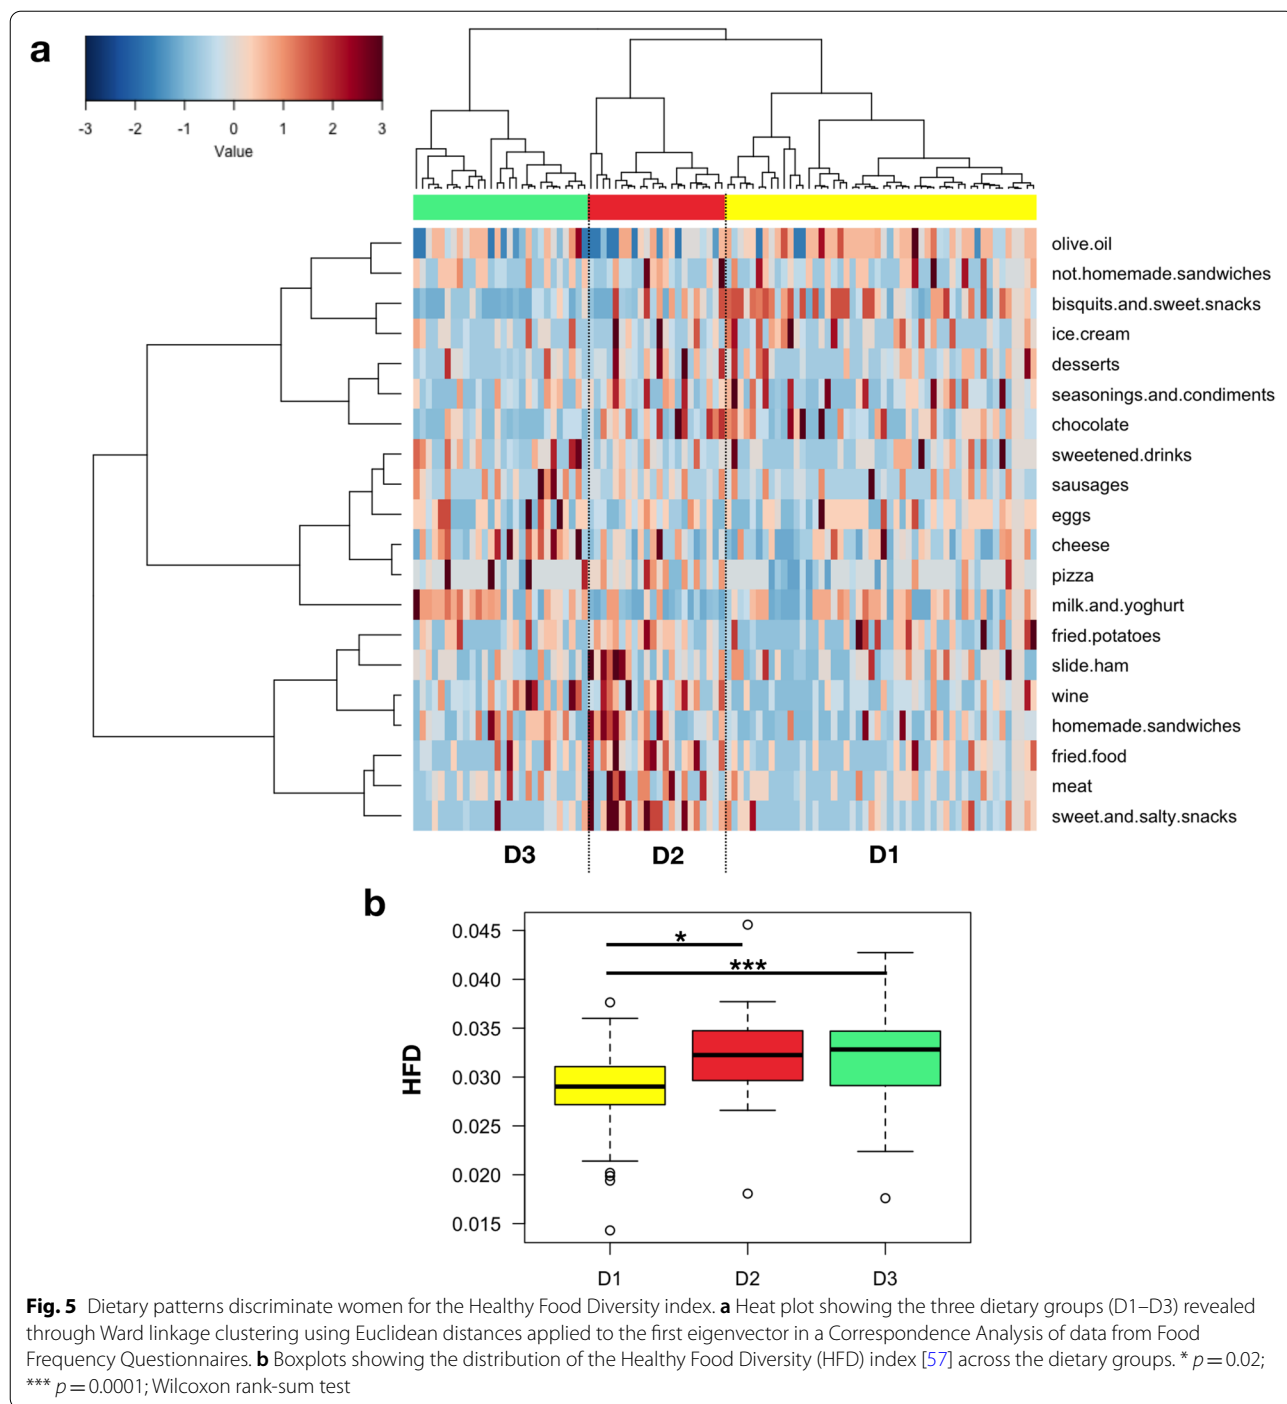 a
-3 -2 -1 0 1 2 3
Value
olive.oil
not.homemade.sandwiches
bisquits.and.sweet.snacks
ice.cream
desserts
seasonings.and.condiments
chocolate
sweetened.drinks
sausages
eggs
cheese
pizza
milk.and.yoghurt
fried.potatoes
slide.ham
wine
homemade.sandwiches
fried.food
meat
sweet.and.salty.snacks
D3 D2 D1
b
0.045
0.040
0.035
0.030
0.025
0.020
0.015
HFD
*
***
D1 D2 D3
Fig. 5 Dietary patterns discriminate women for the Healthy Food Diversity index. a Heat plot showing the three dietary groups (D1–D3) revealed
through Ward linkage clustering using Euclidean distances applied to the first eigenvector in a Correspondence Analysis of data from Food
Frequency Questionnaires. b Boxplots showing the distribution of the Healthy Food Diversity (HFD) index [57] across the dietary groups. * p = 0.02;
*** p = 0.0001; Wilcoxon rank-sum test